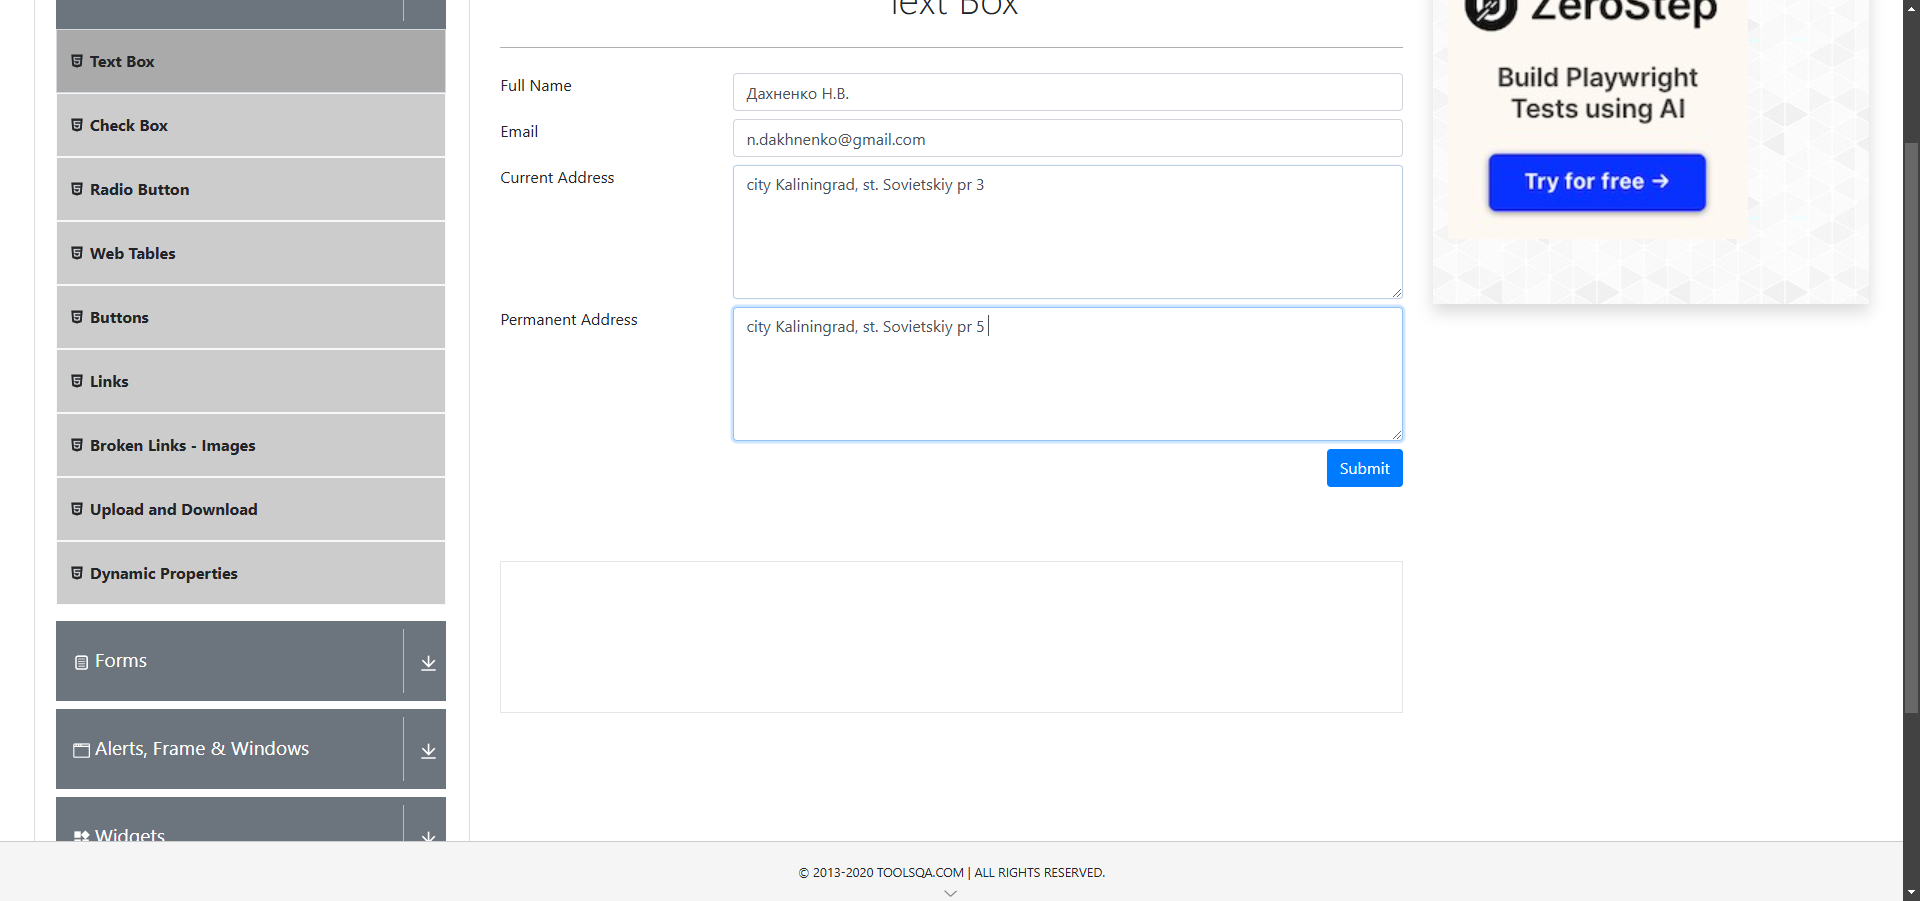 Text Box
Check Box
Radio Button
Web Tables
Buttons
Links
Broken Links - Images
Upload and Download
Dynamic Properties
Forms
Alerts, Frame & Windows
Widgets
Text Box
Full Name
Дахненко Н.В.
Email
n.dakhnenko@gmail.com
Current Address
city Kaliningrad, st. Sovietskiy pr 3
Permanent Address
city Kaliningrad, st. Sovietskiy pr 5
Submit
ZeroStep
Build Playwright
Tests using AI
Try for free →
© 2013-2020 TOOLSQA.COM | ALL RIGHTS RESERVED.